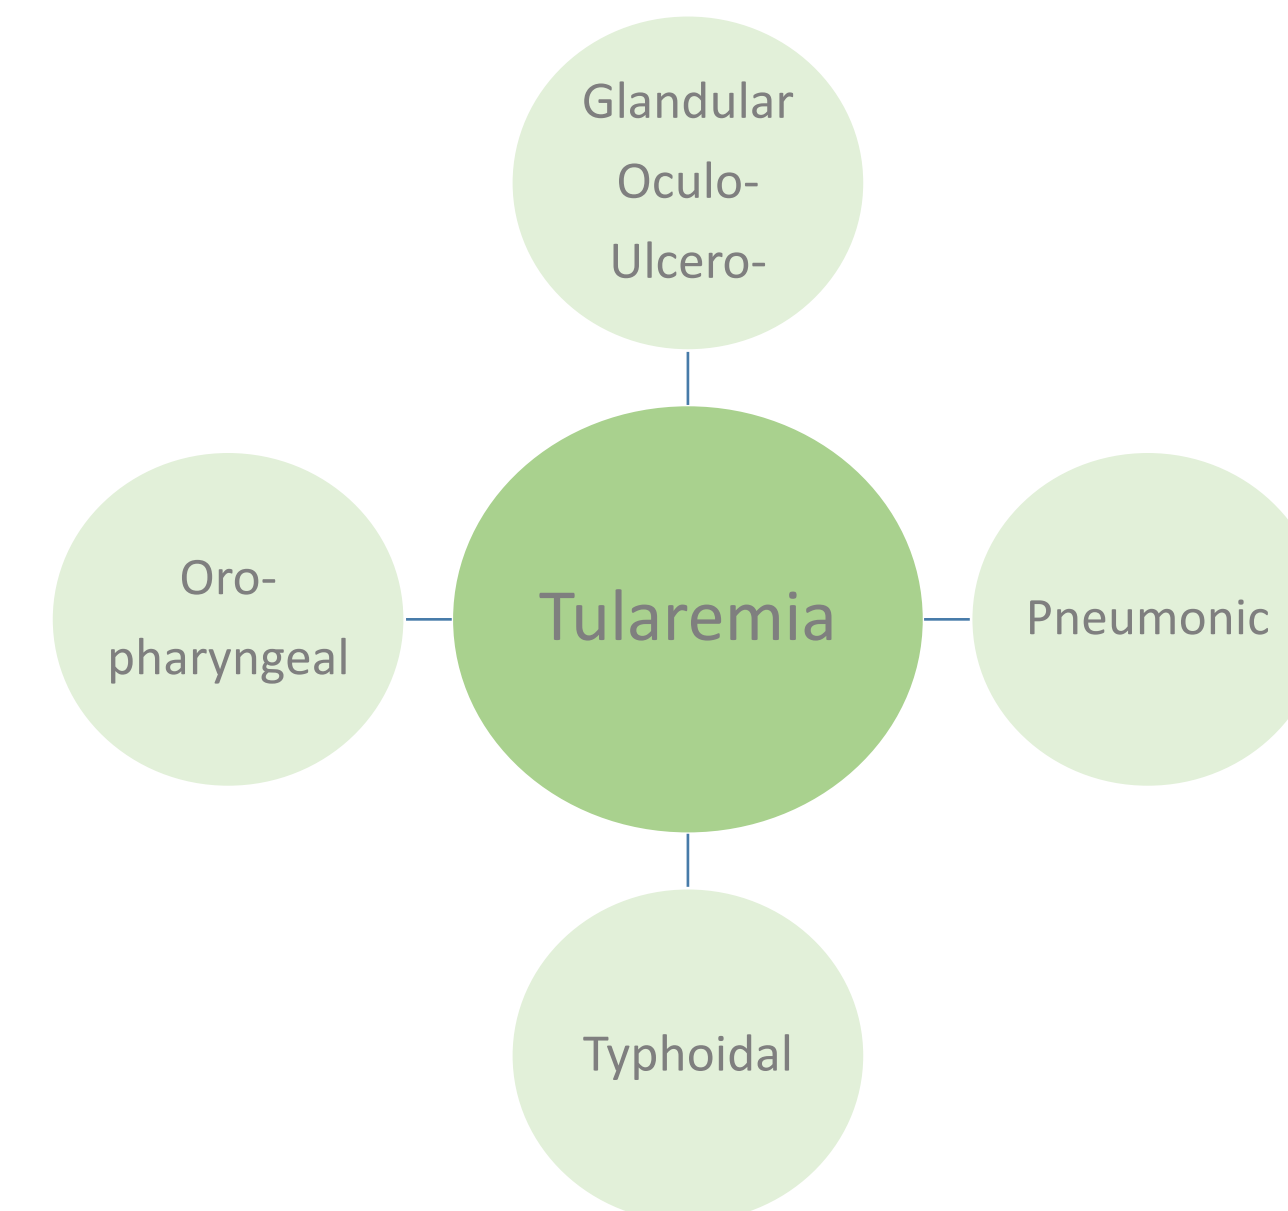 Glandular
Oculo-
Ulcero-
Oro-
pharyngeal
Tularemia
Pneumonic
Typhoidal